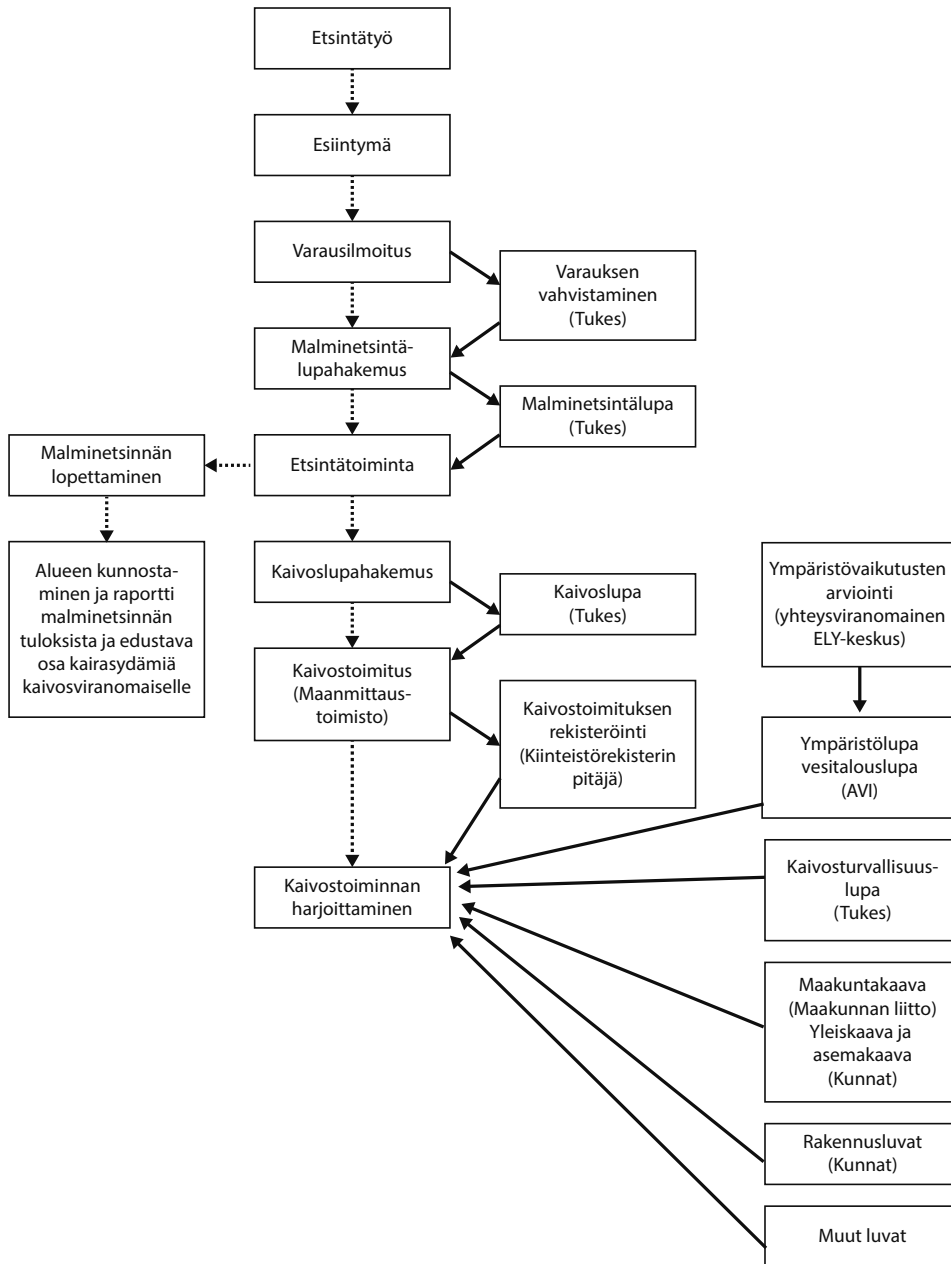 Etsintätyö
Esiintymä
Varausilmoitus
Varauksen
vahvistaminen
(Tukes)
Malminetsintä-
lupahakemus
Malminetsintälupa
(Tukes)
Malminetsinnän
lopettaminen
Etsintätoiminta
Alueen kunnosta-
minen ja raportti
malminetsinnän
tuloksista ja edustava
osa kairasydämiä
kaivosviranomaiselle
Kaivoslupahakemus
Kaivoslupa
(Tukes)
Ympäristövaikutusten
arviointi
(yhteysviranomainen
ELY-keskus)
Kaivostoimitus
(Maanmittaus-
toimisto)
Kaivostoimituksen
rekisteröinti
(Kiinteistörekisterin
pitäjä)
Ympäristölupa
vesitalouslupa
(AVI)
Kaivostoiminnan
harjoittaminen
Kaivosturvallisuus-
lupa
(Tukes)
Maakuntakaava
(Maakunnan liitto)
Yleiskaava ja
asemakaava
(Kunnat)
Rakennusluvat
(Kunnat)
Muut luvat